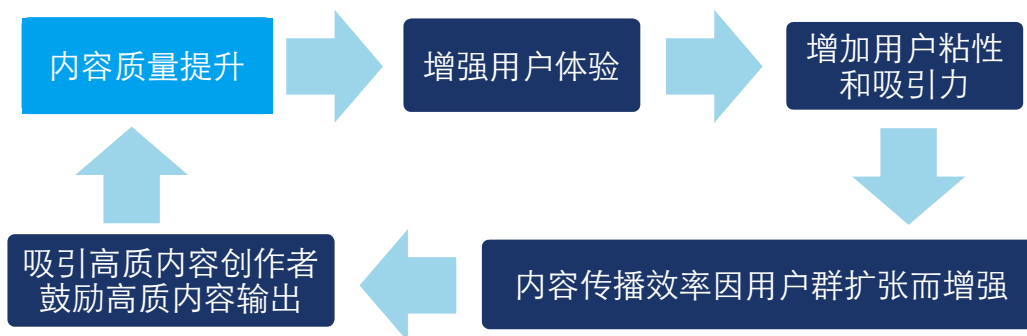 内容质量提升
增强用户体验
增加用户粘性
和吸引力
内容传播效率因用户群扩张而增强
吸引高质内容创作者
鼓励高质内容输出